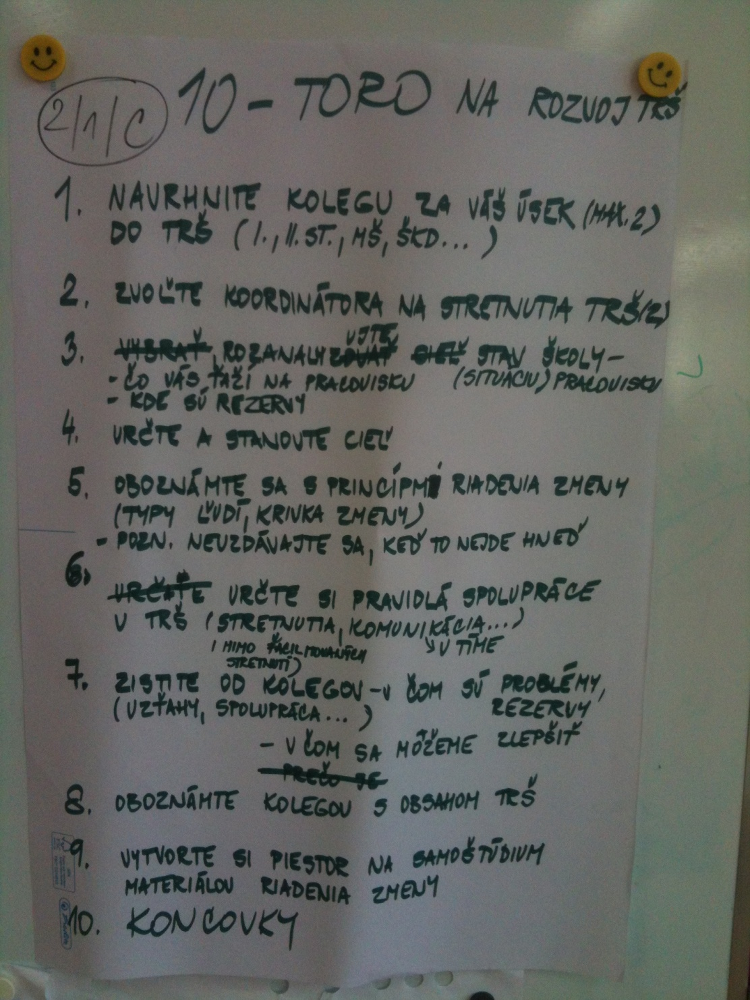 2/1/C
10 - TORO NA ROZVOJ TRŠ
1. NAVRHNITE KOLEGU ZA VÁŠ ÚSEK (MAX. 2)
DO TRŠ (I., II. ST., MŠ, ŠKD...)
2. ZVOĽTE KOORDINÁTORA NA STRETNUTIA TRŠ (2)
UJTE
3. VYBRAŤ, ROZANALYZOVAŤ CIEĽ STAV ŠKOLY -
- ČO VÁS ŤAŽÍ NA PRACOVISKU (SITUÁCIU) PRACOVISKU
- KDE SÚ REZERVY
4. URČTE A STANOVTE CIEĽ
5. OBOZNÁMTE SA S PRINCÍPMI RIADENIA ZMENY
(TYPY ĽUDÍ, KRIVKA ZMENY)
- POZN. NEVZDÁVAJTE SA, KEĎ TO NEJDE HNEĎ
6. URČTE SI PRAVIDLÁ SPOLUPRÁCE
V TRŠ (STRETNUTIA, KOMUNIKÁCIA...)
↘ V TÍME
I MIMO FACILITOVANÝCH
STRETNUTÍ)
7. ZISTITE OD KOLEGOV - V ČOM SÚ PROBLÉMY,
(VZŤAHY, SPOLUPRÁCA...) REZERVY
- V ČOM SA MÔŽEME ZLEPŠIŤ
PREČO JE
8. OBOZNÁMTE KOLEGOV S OBSAHOM TRŠ
9. VYTVORTE SI PIESTOR NA SAMOŠTÚDIUM
MATERIÁLOV RIADENIA ZMENY
10. KONCOVKY